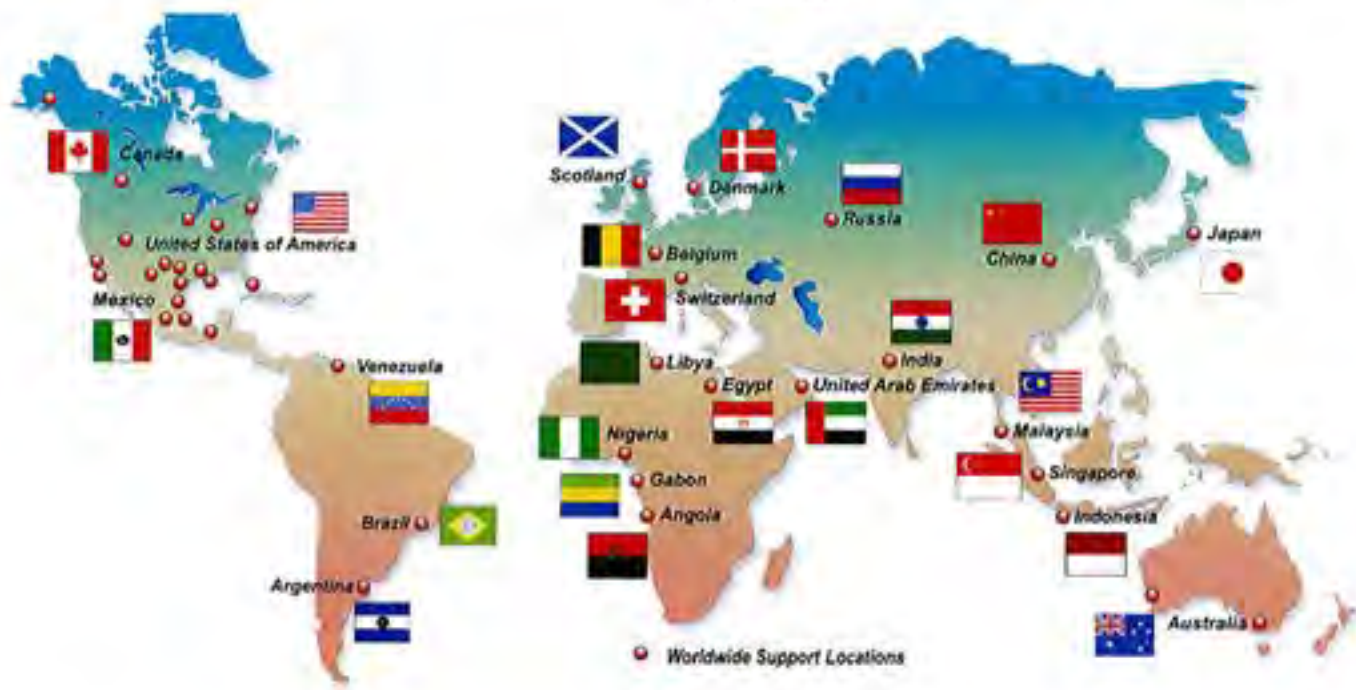 Canada
Scotland
Denmark
Russia
United States of America
Belgium
China
Japan
Mexico
Switzerland
Venezuela
Libya
India
Egypt
United Arab Emirates
Nigeria
Malaysia
Gabon
Singapore
Brazil
Angola
Indonesia
Argentina
Australia
Worldwide Support Locations